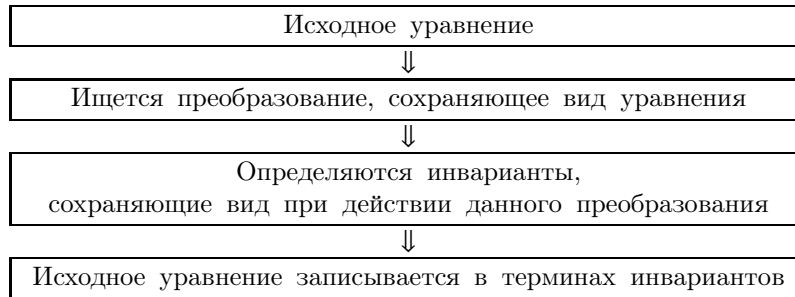 Исходное уравнение
⇓
Ищется преобразование, сохраняющее вид уравнения
⇓
Определяются инварианты,
сохраняющие вид при действии данного преобразования
⇓
Исходное уравнение записывается в терминах инвариантов